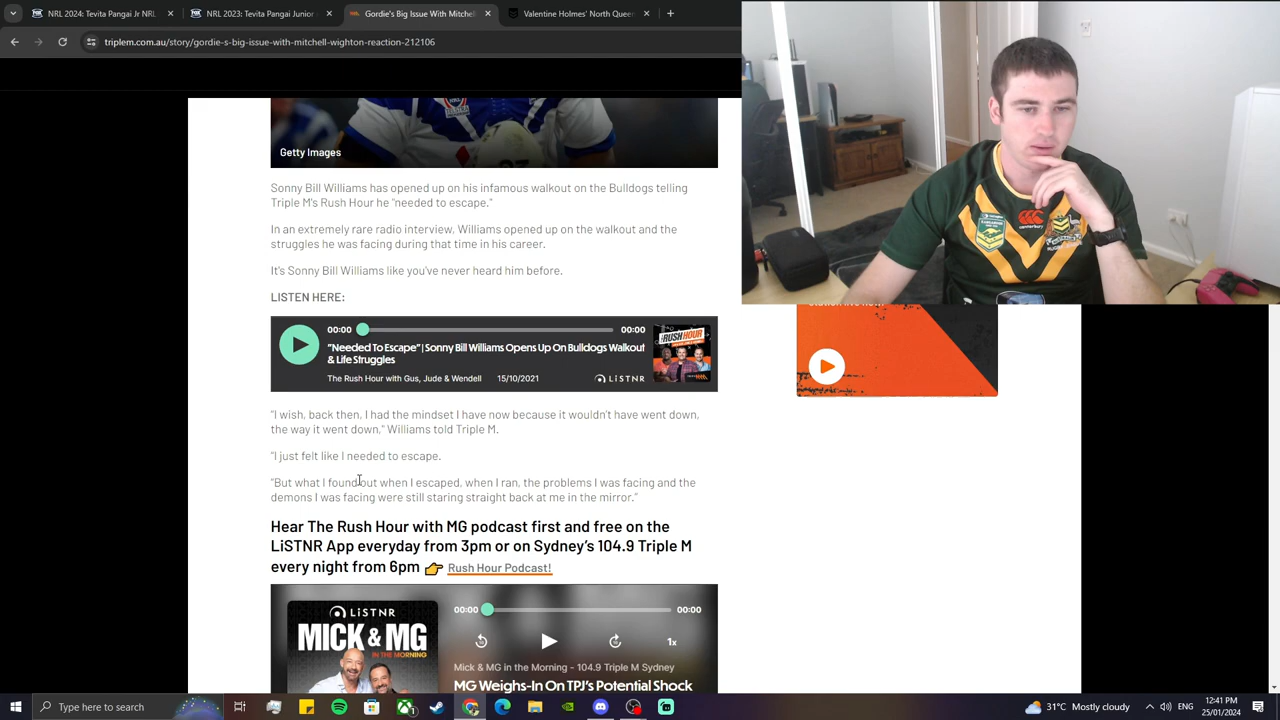 NRL 2024: Tevita Pangai Jr NRL
NRL 2023: Tevita Pangai Junior
Gordie's Big Issue With Mitchell
Valentine Holmes' North Queen
triplem.com.au/story/gordie-s-big-issue-with-mitchell-wighton-reaction-212106
Getty Images
Sonny Bill Williams has opened up on his infamous walkout on the Bulldogs telling
Triple M's Rush Hour he "needed to escape."
In an extremely rare radio interview, Williams opened up on the walkout and the
struggles he was facing during that time in his career.
It's Sonny Bill Williams like you've never heard him before.
LISTEN HERE:
00:00
00:00
"Needed To Escape" | Sonny Bill Williams Opens Up On Bulldogs Walkout
& Life Struggles
The Rush Hour with Gus, Jude & Wendell 15/10/2021
LiSTNR
RUSH
HOUR
"I wish, back then, I had the mindset I have now because it wouldn't have went down,
the way it went down," Williams told Triple M.
"I just felt like I needed to escape.
"But what I found out when I escaped, when I ran, the problems I was facing and the
demons I was facing were still staring straight back at me in the mirror."
Hear The Rush Hour with MG podcast first and free on the
LiSTNR App everyday from 3pm or on Sydney's 104.9 Triple M
every night from 6pm 👉 Rush Hour Podcast!
LiSTNR
MICK & MG
IN THE MORNING
00:00
00:00
1x
Mick & MG in the Morning - 104.9 Triple M Sydney
MG Weighs-In On TPJ's Potential Shock
canterbury
Type here to search
31°C Mostly cloudy
ENG
12:41 PM
25/01/2024